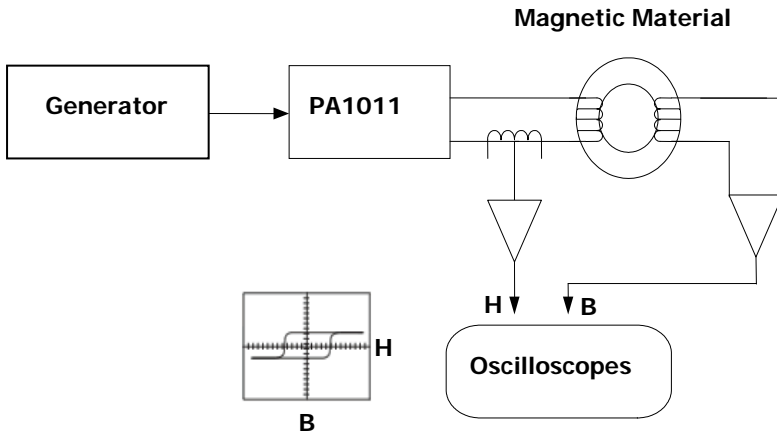 Magnetic Material
Generator
PA1011
H
B
H
Oscilloscopes
B